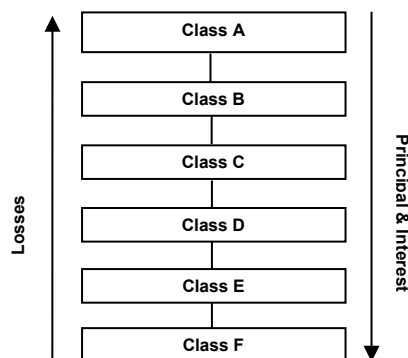 Class A
Class B
Class C
Class D
Class E
Class F
Losses
Principal & Interest